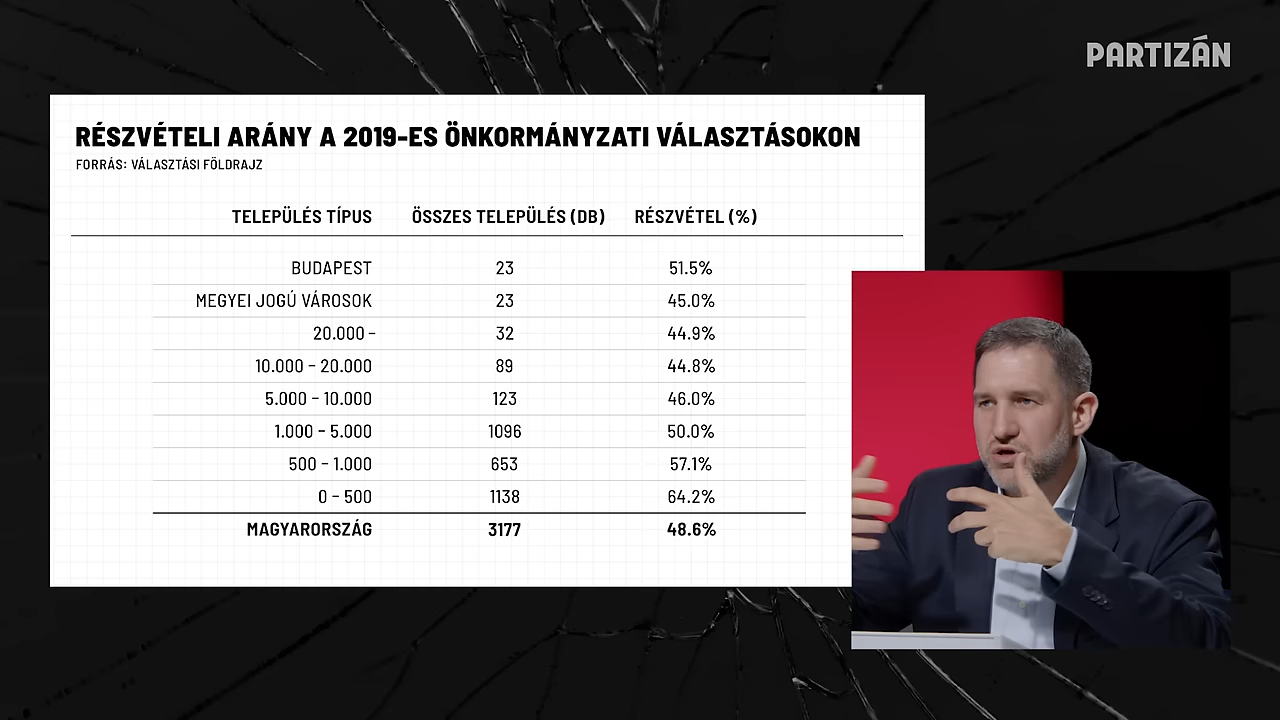 PARTIZÁN
RÉSZVÉTELI ARÁNY A 2019-ES ÖNKORMÁNYZATI VÁLASZTÁSOKON
FORRÁS: VÁLASZTÁSI FÖLDRAJZ
TELEPÜLÉS TÍPUS ÖSSZES TELEPÜLÉS (DB) RÉSZVÉTEL (%)
BUDAPEST 23 51.5%
MEGYEI JOGÚ VÁROSOK 23 45.0%
20.000 – 32 44.9%
10.000 – 20.000 89 44.8%
5.000 – 10.000 123 46.0%
1.000 – 5.000 1096 50.0%
500 – 1.000 653 57.1%
0 – 500 1138 64.2%
MAGYARORSZÁG 3177 48.6%